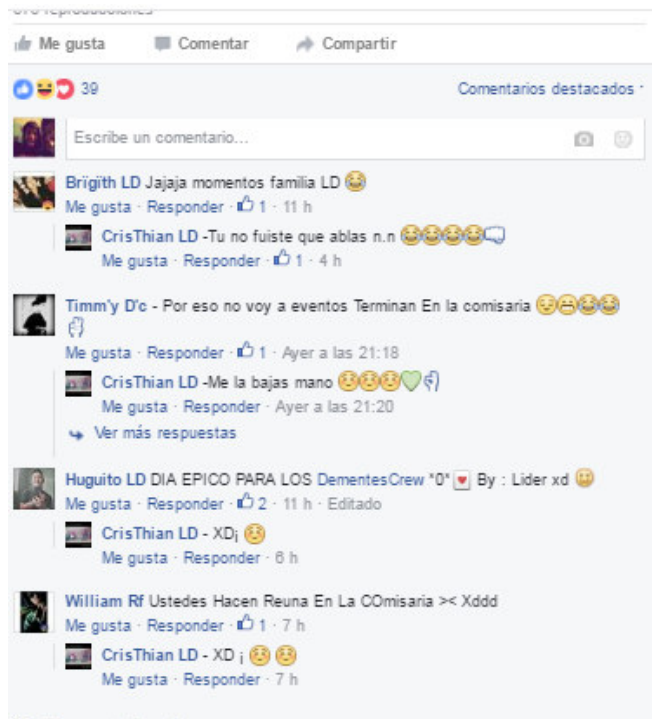 Me gusta Comentar Compartir
39 Comentarios destacados
Escribe un comentario...
Brïgïth LD Jajaja momentos familia LD 😂
Me gusta · Responder · 1 · 11 h
CrisThian LD -Tu no fuiste que ablas n.n 😂😂😂😂
Me gusta · Responder · 1 · 4 h
Timm'y D'c - Por eso no voy a eventos Terminan En la comisaria
Me gusta · Responder · 1 · Ayer a las 21:18
CrisThian LD -Me la bajas mano
Me gusta · Responder · Ayer a las 21:20
Ver más respuestas
Huguito LD DIA EPICO PARA LOS DementesCrew *0* By : Lider xd
Me gusta · Responder · 2 · 11 h · Editado
CrisThian LD - XD¡
Me gusta · Responder · 6 h
William Rf Ustedes Hacen Reuna En La COmisaria >< Xddd
Me gusta · Responder · 1 · 7 h
CrisThian LD - XD ¡
Me gusta · Responder · 7 h